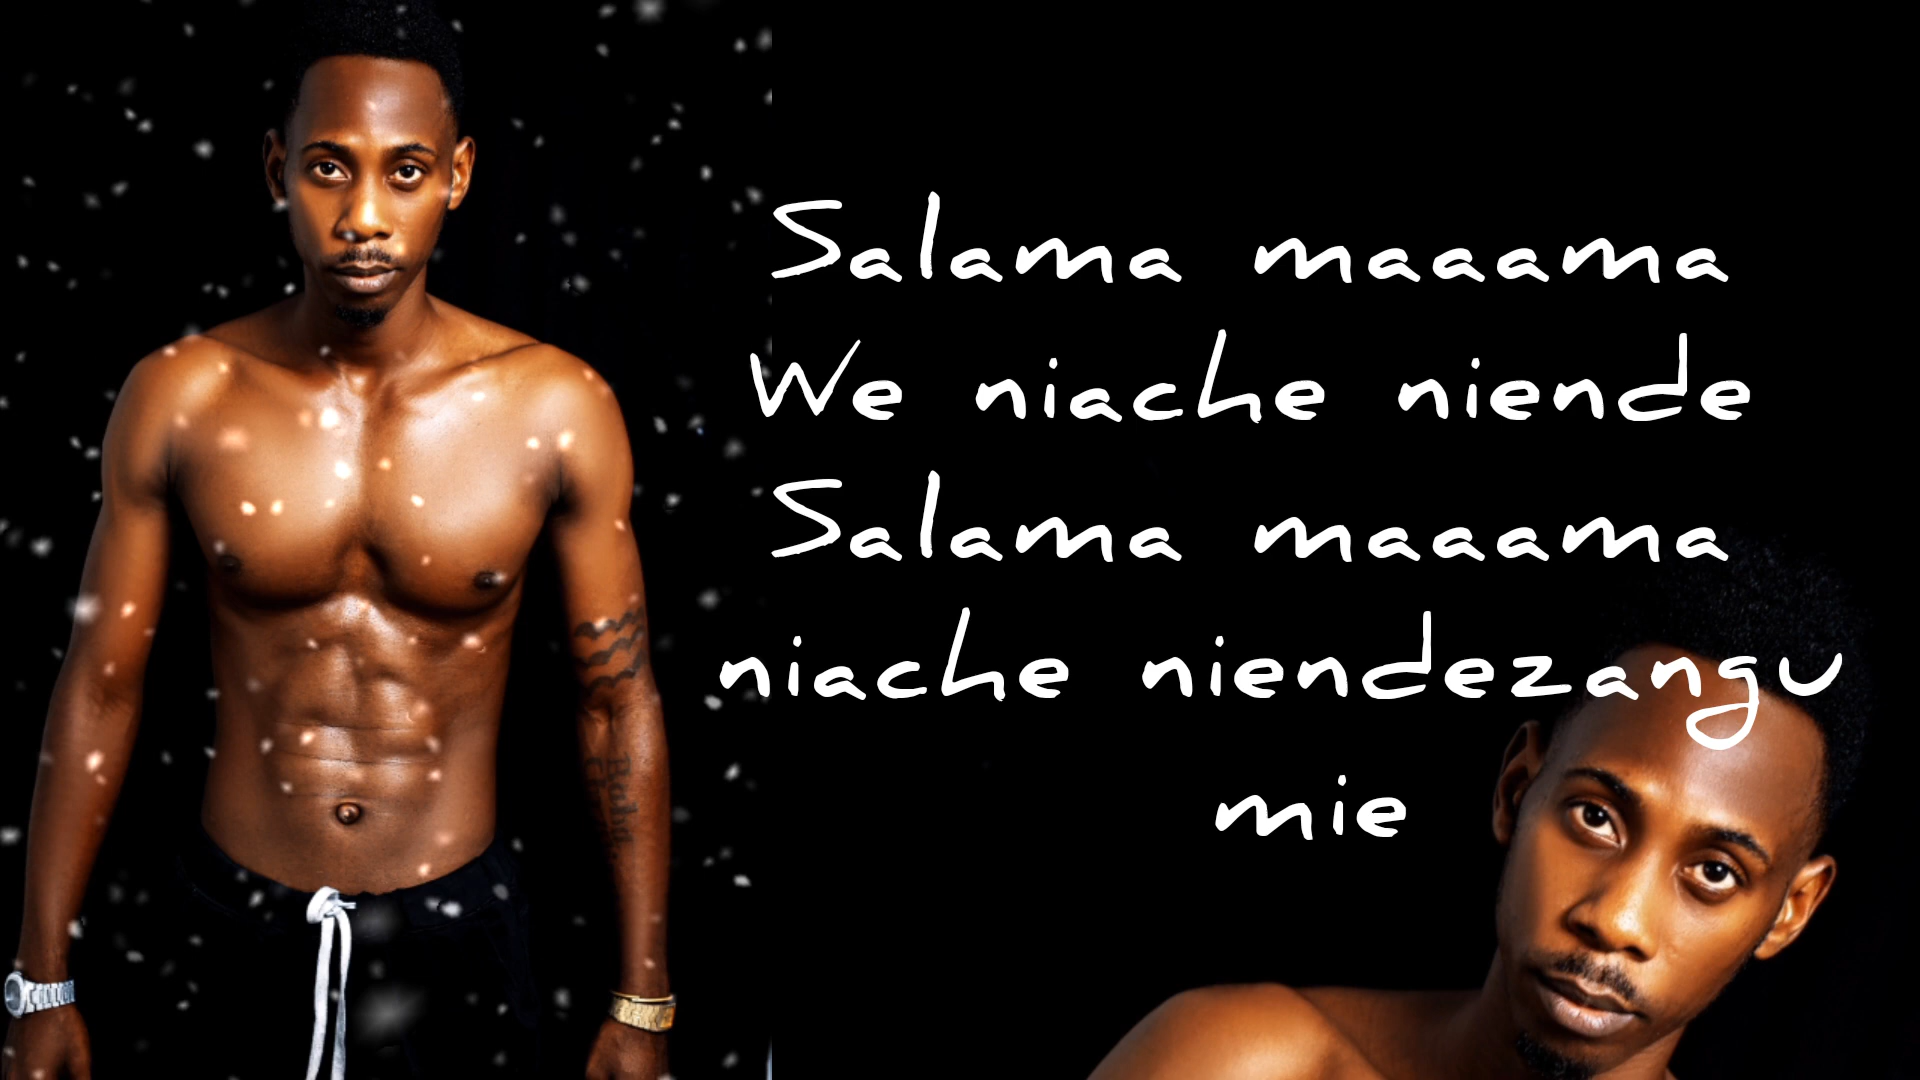 Salama maaama
We niache niende
Salama maaama
niache niendezangu
mie